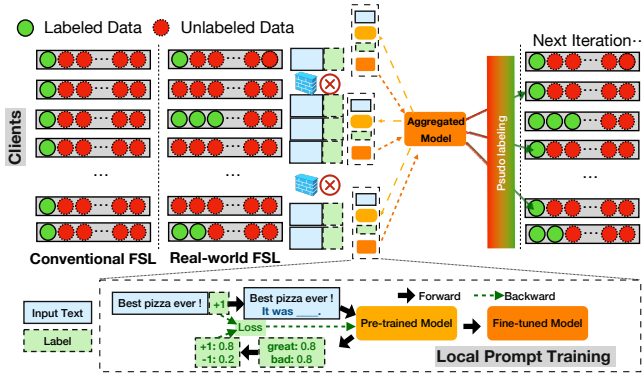 Labeled Data
Unlabeled Data
Next Iteration··
Clients
Aggregated
Model
Psudo labeling
...
...
...
Conventional FSL
Real-world FSL
Input Text
Label
Best pizza ever !
+1
Best pizza ever !
It was ____.
Loss
+1: 0.8
-1: 0.2
great: 0.8
bad: 0.8
Forward
Backward
Pre-trained Model
Fine-tuned Model
Local Prompt Training